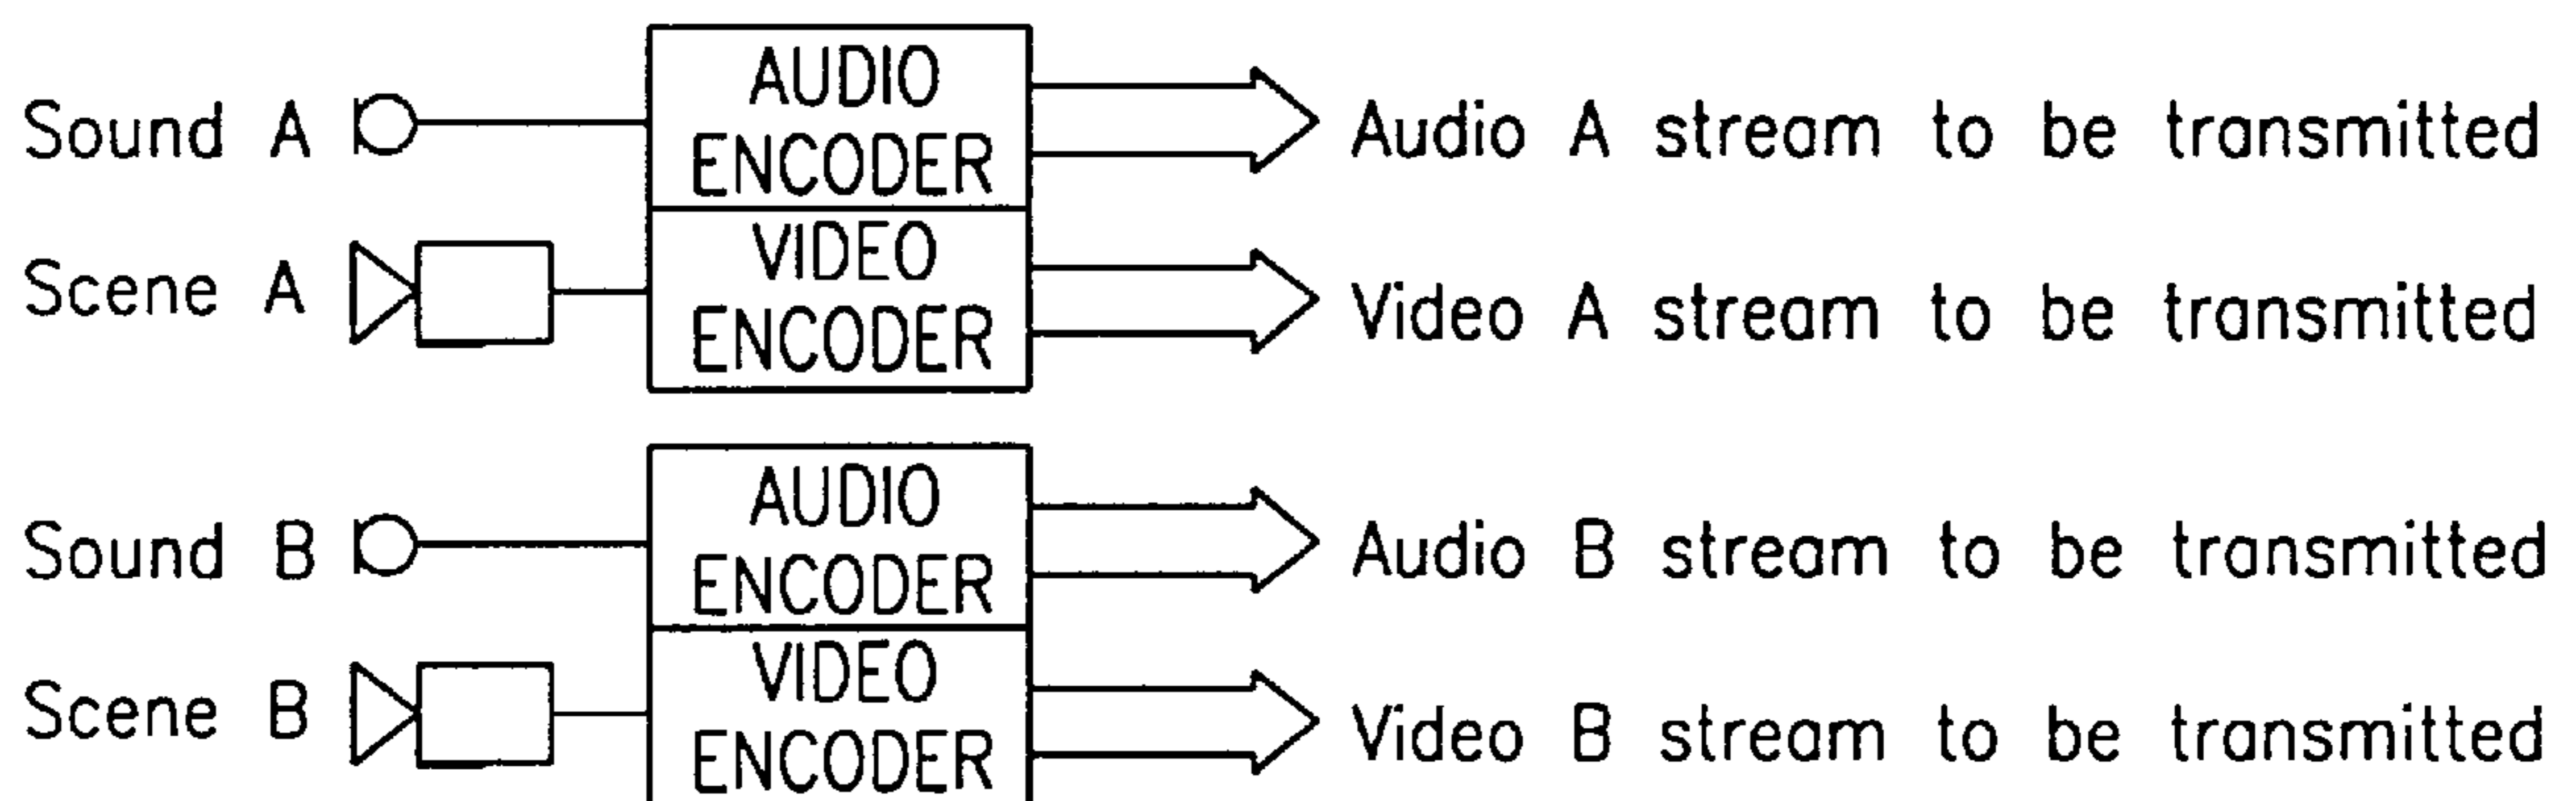 Sound A
AUDIO
ENCODER
Audio A stream to be transmitted
Scene A
VIDEO
ENCODER
Video A stream to be transmitted
Sound B
AUDIO
ENCODER
Audio B stream to be transmitted
Scene B
VIDEO
ENCODER
Video B stream to be transmitted